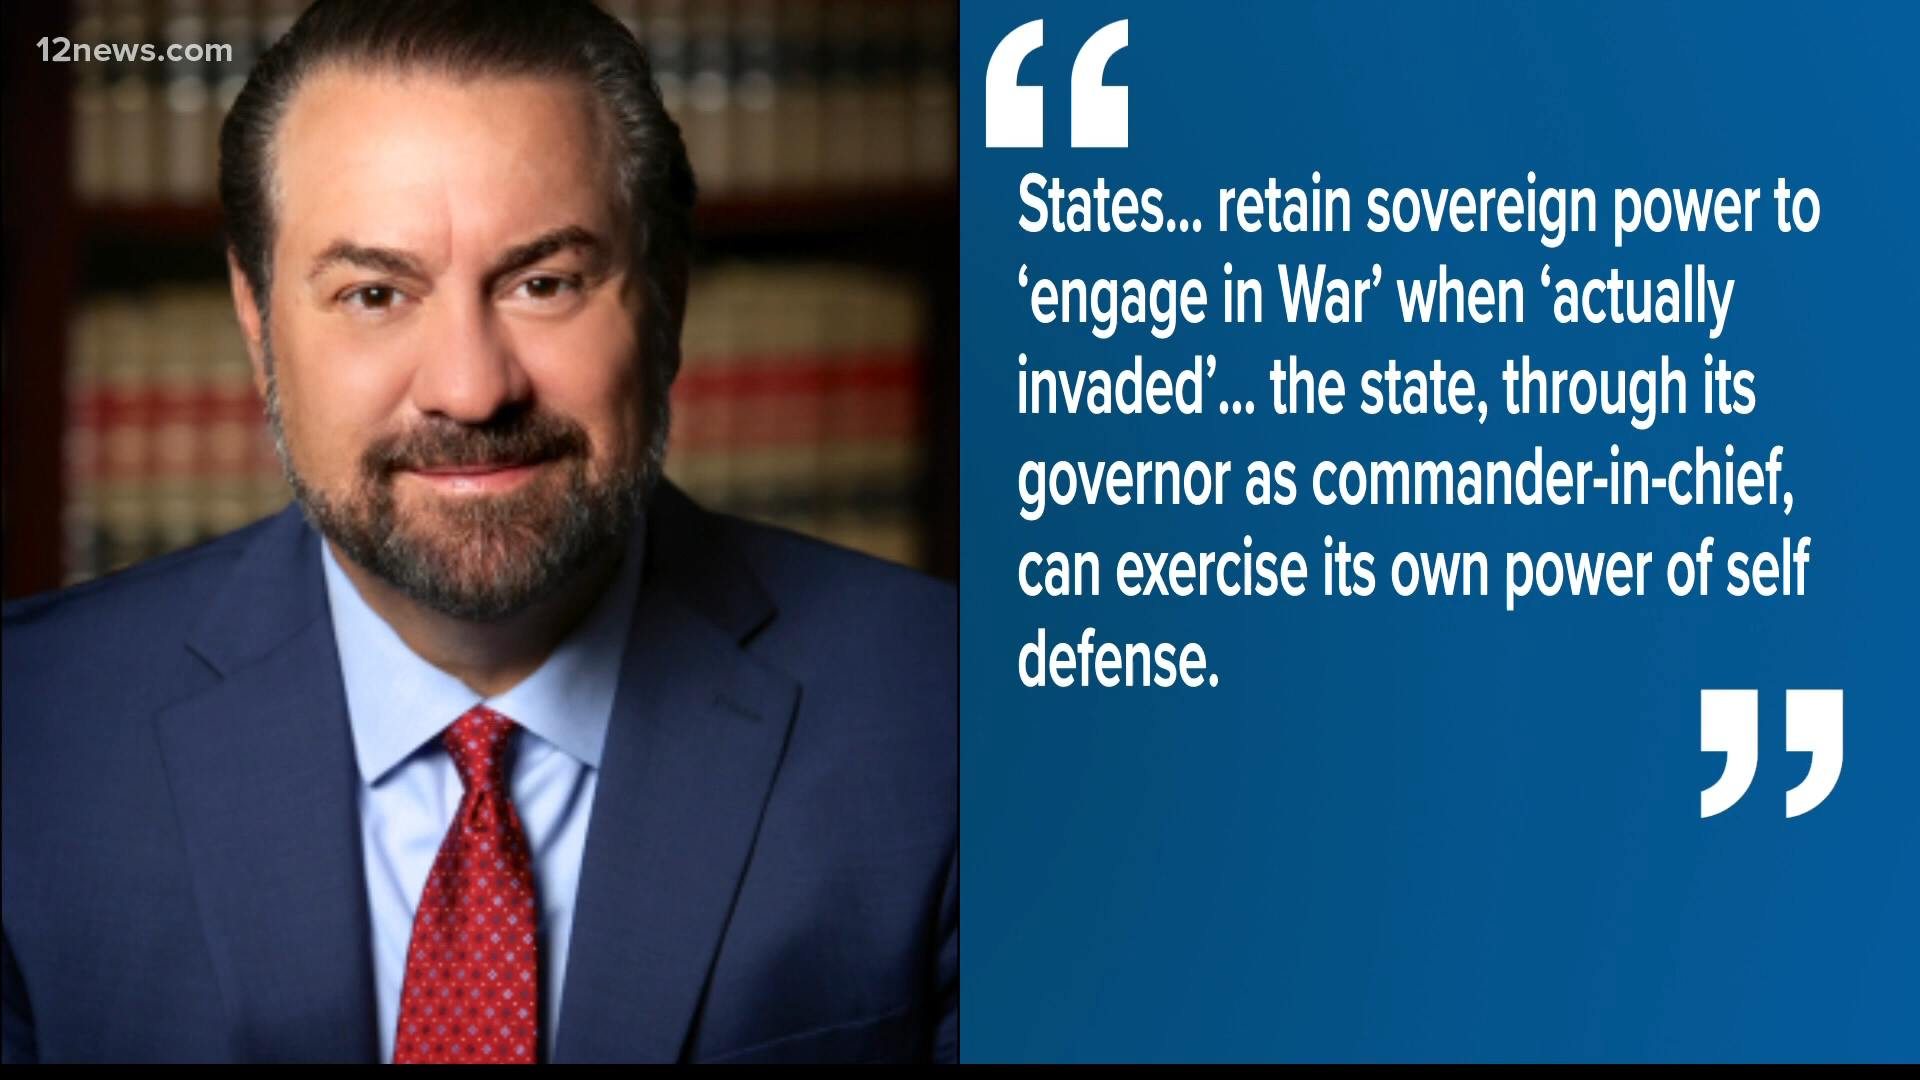 12news.com
“
States... retain sovereign power to
‘engage in War’ when ‘actually
invaded’... the state, through its
governor as commander-in-chief,
can exercise its own power of self
defense.
”